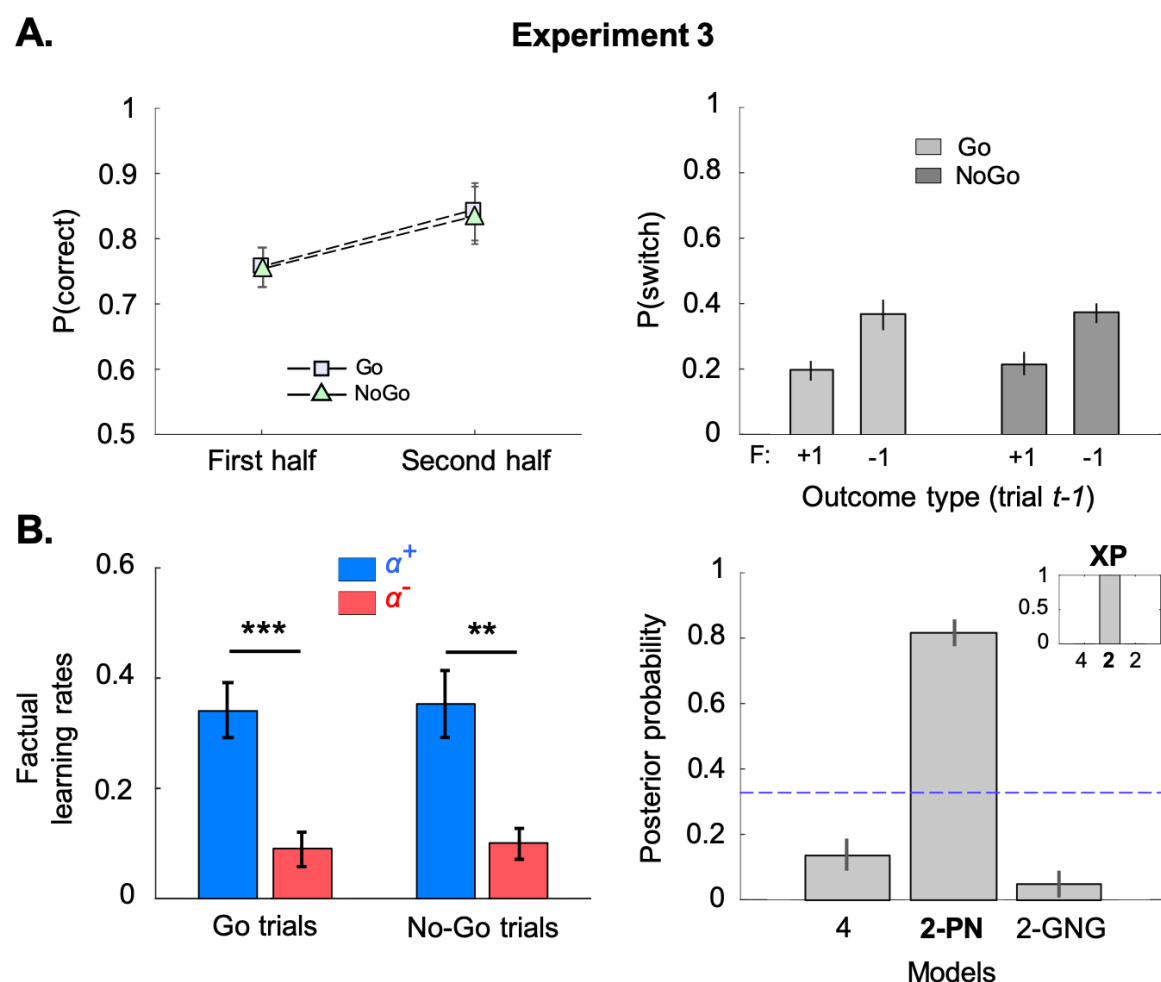 A.
Experiment 3
P(correct)
1
0.9
0.8
0.7
0.6
0.5
Go
NoGo
First half
Second half
P(switch)
1
0.8
0.6
0.4
0.2
0
Go
NoGo
F: +1 -1 +1 -1
Outcome type (trial t-1)
B.
Factual
learning rates
0.6
0.4
0.2
0
α+
α-
***
**
Go trials
No-Go trials
Posterior probability
1
0.8
0.6
0.4
0.2
0
XP
1
0.5
0
4 2 2
4 2-PN 2-GNG
Models